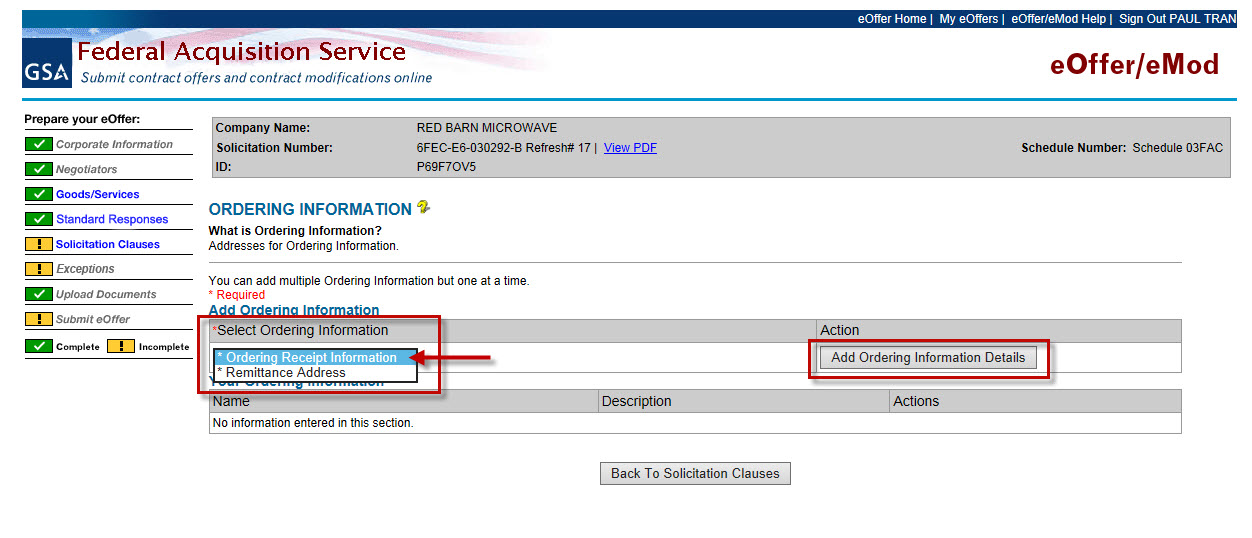 eOffer Home | My eOffers | eOffer/eMod Help | Sign Out PAUL TRAN
GSA
Federal Acquisition Service
Submit contract offers and contract modifications online
eOffer/eMod
Prepare your eOffer:
Corporate Information
Negotiators
Goods/Services
Standard Responses
Solicitation Clauses
Exceptions
Upload Documents
Submit eOffer
Complete Incomplete
Company Name: RED BARN MICROWAVE
Solicitation Number: 6FEC-E6-030292-B Refresh# 17 | View PDF Schedule Number: Schedule 03FAC
ID: P69F7OV5
ORDERING INFORMATION
What is Ordering Information?
Addresses for Ordering Information.
You can add multiple Ordering Information but one at a time.
* Required
Add Ordering Information
*Select Ordering Information Action
* Ordering Receipt Information Add Ordering Information Details
* Remittance Address
Your Ordering Information
Name Description Actions
No information entered in this section.
Back To Solicitation Clauses